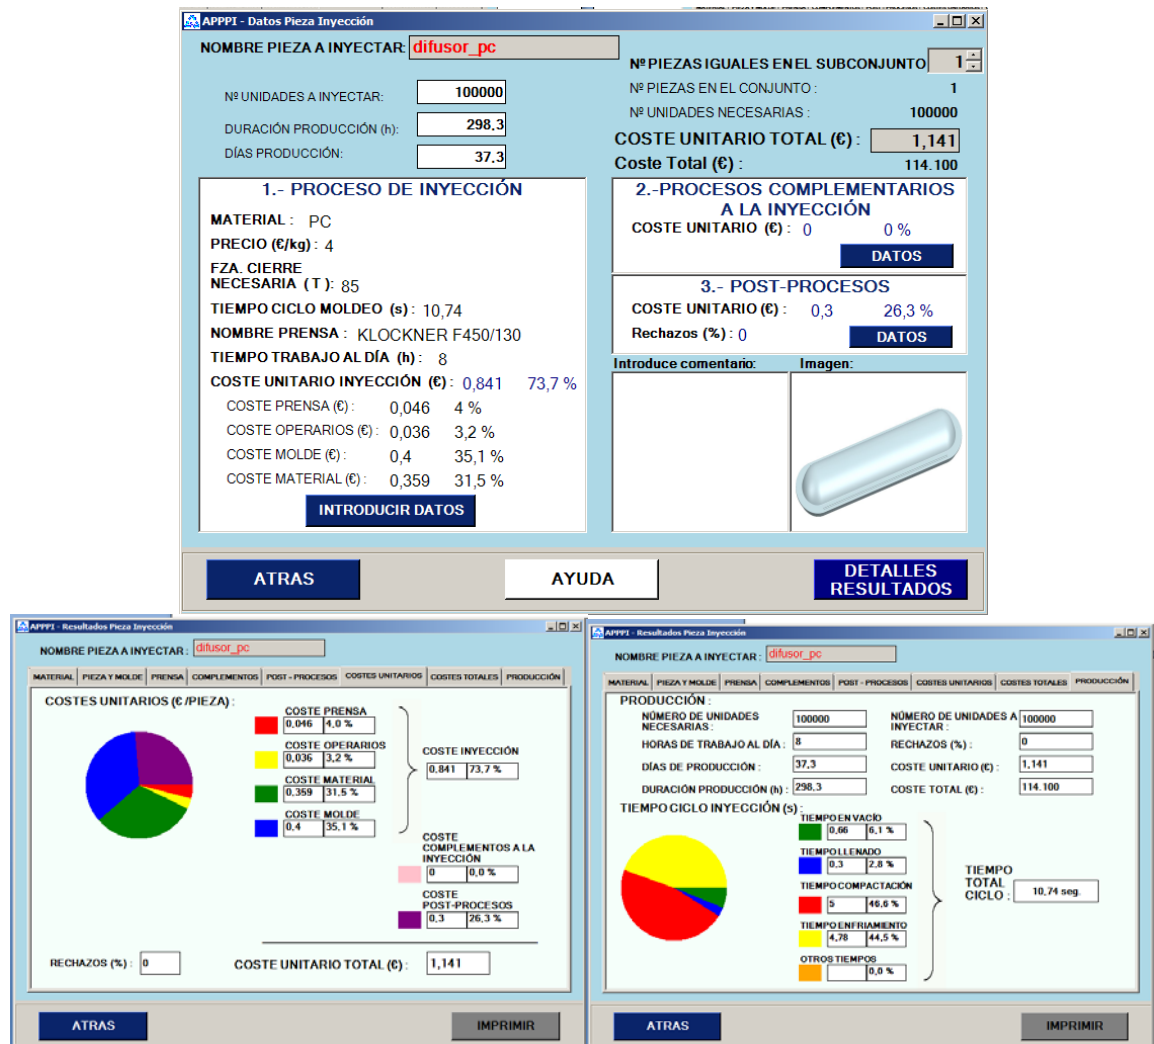 APPPI - Datos Pieza Inyección
NOMBRE PIEZA A INYECTAR: difusor_pc
Nº UNIDADES A INYECTAR: 100000
DURACIÓN PRODUCCIÓN (h): 298,3
DÍAS PRODUCCIÓN: 37,3
Nº PIEZAS IGUALES EN EL SUBCONJUNTO 1
Nº PIEZAS EN EL CONJUNTO : 1
Nº UNIDADES NECESARIAS : 100000
COSTE UNITARIO TOTAL (€) : 1,141
Coste Total (€) : 114.100
1.- PROCESO DE INYECCIÓN
MATERIAL : PC
PRECIO (€/kg) : 4
FZA. CIERRE
NECESARIA ( T ): 85
TIEMPO CICLO MOLDEO (s) : 10,74
NOMBRE PRENSA : KLOCKNER F450/130
TIEMPO TRABAJO AL DÍA (h) : 8
COSTE UNITARIO INYECCIÓN (€) : 0,841 73,7 %
COSTE PRENSA (€) : 0,046 4 %
COSTE OPERARIOS (€) : 0,036 3,2 %
COSTE MOLDE (€) : 0,4 35,1 %
COSTE MATERIAL (€) : 0,359 31,5 %
INTRODUCIR DATOS
2.-PROCESOS COMPLEMENTARIOS
A LA INYECCIÓN
COSTE UNITARIO (€) : 0 0 %
DATOS
3.- POST-PROCESOS
COSTE UNITARIO (€) : 0,3 26,3 %
Rechazos (%) : 0
DATOS
Introduce comentario: Imagen:
ATRAS
AYUDA
DETALLES
RESULTADOS
APPPI - Resultados Pieza Inyección
NOMBRE PIEZA A INYECTAR : difusor_pc
MATERIAL PIEZA Y MOLDE PRENSA COMPLEMENTOS POST - PROCESOS COSTES UNITARIOS COSTES TOTALES PRODUCCIÓN
COSTES UNITARIOS (€ /PIEZA) :
COSTE PRENSA
0,046 4,0 %
COSTE OPERARIOS
0,036 3,2 %
COSTE MATERIAL
0,359 31,5 %
COSTE MOLDE
0,4 35,1 %
COSTE INYECCIÓN
0,841 73,7 %
COSTE
COMPLEMENTOS A LA
INYECCIÓN
0 0,0 %
COSTE
POST-PROCESOS
0,3 26,3 %
RECHAZOS (%) : 0
COSTE UNITARIO TOTAL (€) : 1,141
ATRAS
IMPRIMIR
APPPI - Resultados Pieza Inyección
NOMBRE PIEZA A INYECTAR : difusor_pc
MATERIAL PIEZA Y MOLDE PRENSA COMPLEMENTOS POST - PROCESOS COSTES UNITARIOS COSTES TOTALES PRODUCCIÓN
PRODUCCIÓN :
NÚMERO DE UNIDADES
NECESARIAS : 100000
HORAS DE TRABAJO AL DÍA : 8
DÍAS DE PRODUCCIÓN : 37,3
DURACIÓN PRODUCCIÓN (h) : 298,3
NÚMERO DE UNIDADES A
INYECTAR : 100000
RECHAZOS (%) : 0
COSTE UNITARIO (€) : 1,141
COSTE TOTAL (€) : 114.100
TIEMPO CICLO INYECCIÓN (s) :
TIEMPO EN VACÍO
0,66 6,1 %
TIEMPO LLENADO
0,3 2,8 %
TIEMPO COMPACTACIÓN
5 46,6 %
TIEMPO ENFRIAMIENTO
4,78 44,5 %
OTROS TIEMPOS
0,0 %
TIEMPO
TOTAL
CICLO : 10,74 seg.
ATRAS
IMPRIMIR